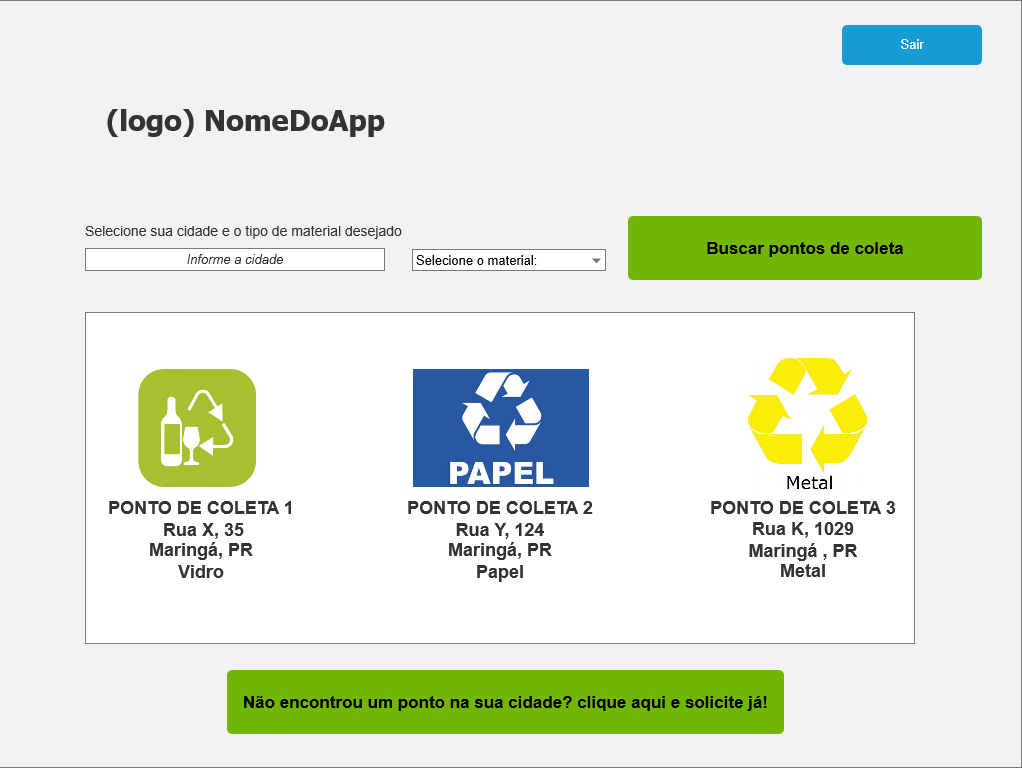 Sair
(logo) NomeDoApp
Selecione sua cidade e o tipo de material desejado
Informe a cidade
Selecione o material:
Buscar pontos de coleta
PAPEL
Metal
PONTO DE COLETA 1
Rua X, 35
Maringá, PR
Vidro
PONTO DE COLETA 2
Rua Y, 124
Maringá, PR
Papel
PONTO DE COLETA 3
Rua K, 1029
Maringá , PR
Metal
Não encontrou um ponto na sua cidade? clique aqui e solicite já!